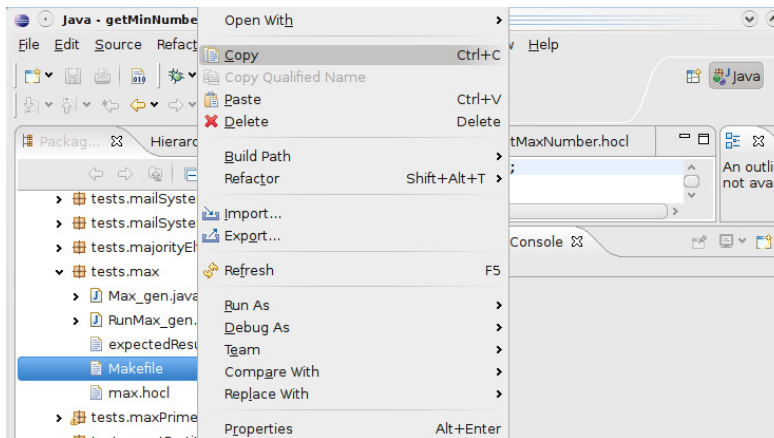 Java - getMinNumbe
File Edit Source Refact
Help
Java
Packag...
Hierarc
tMaxNumber.hocl
;
An outli
not ava
Console
tests.mailSyste
tests.mailSyste
tests.majorityEl
tests.max
Max_gen.java
RunMax_gen.
expectedResu
Makefile
max.hocl
tests.maxPrime
Open With
Copy Ctrl+C
Copy Qualified Name
Paste Ctrl+V
Delete Delete
Build Path
Refactor Shift+Alt+T
Import...
Export...
Refresh F5
Run As
Debug As
Team
Compare With
Replace With
Properties Alt+Enter